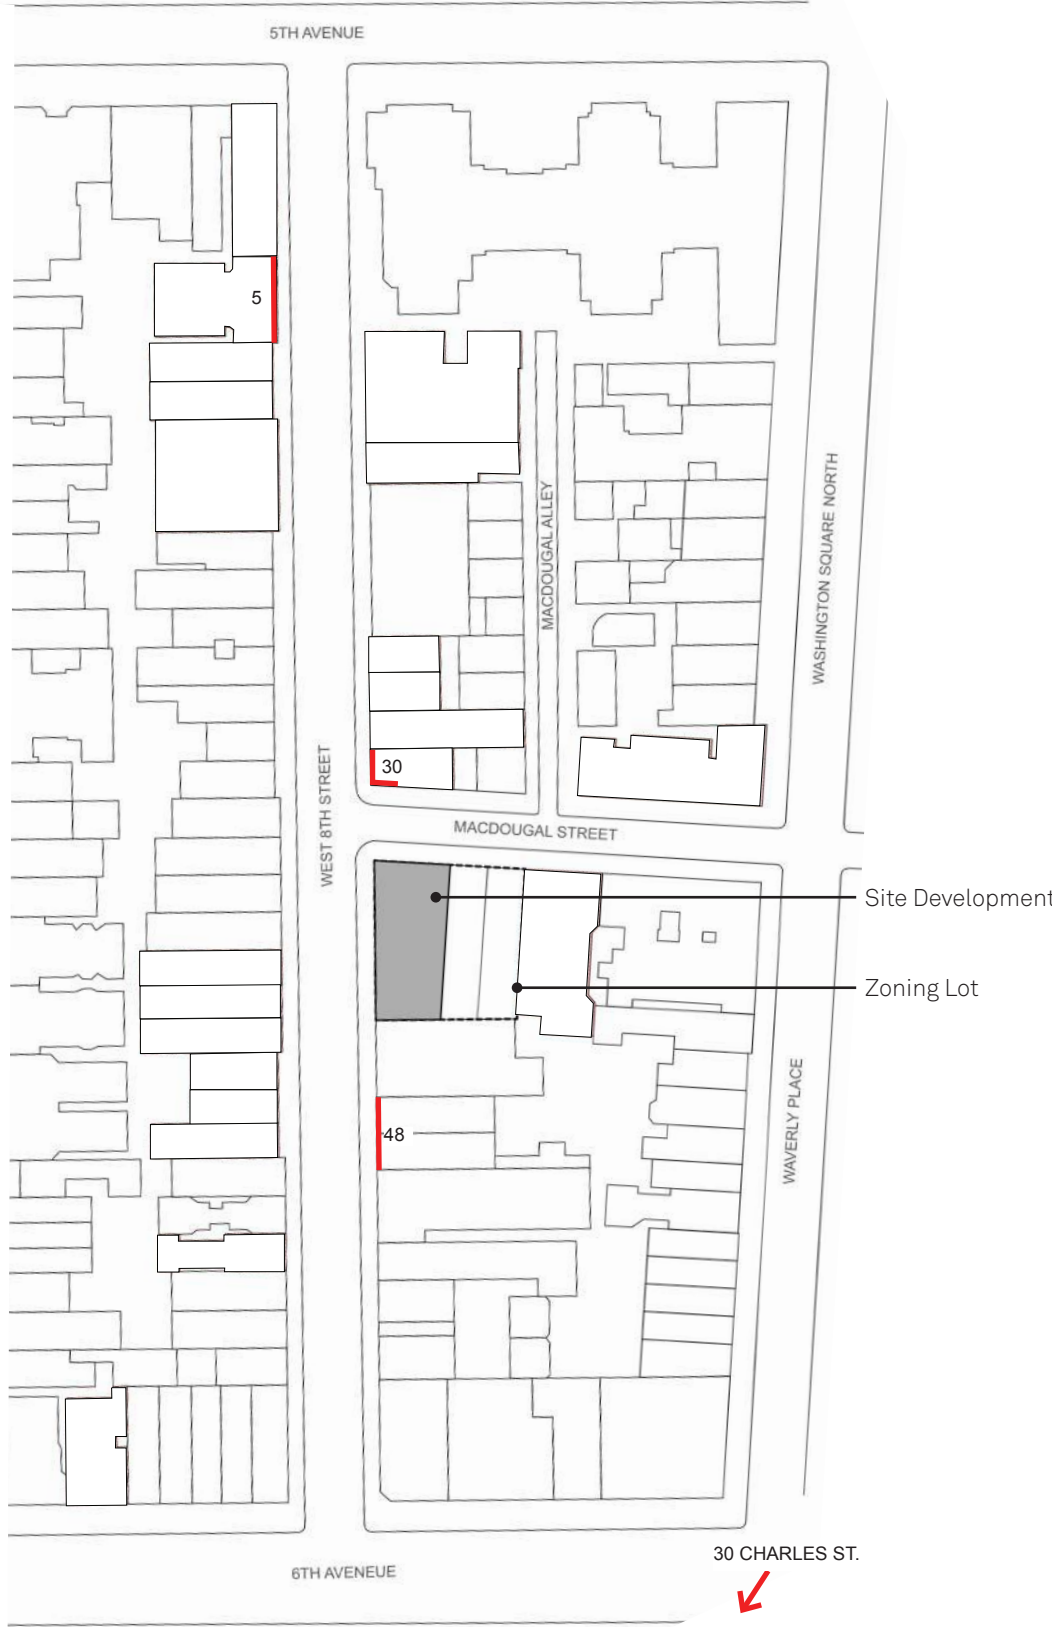 5TH AVENUE
5
MACDOUGAL ALLEY
WASHINGTON SQUARE NORTH
30
WEST 8TH STREET
MACDOUGAL STREET
Site Development
Zoning Lot
48
WAVERLY PLACE
30 CHARLES ST.
6TH AVENEUE